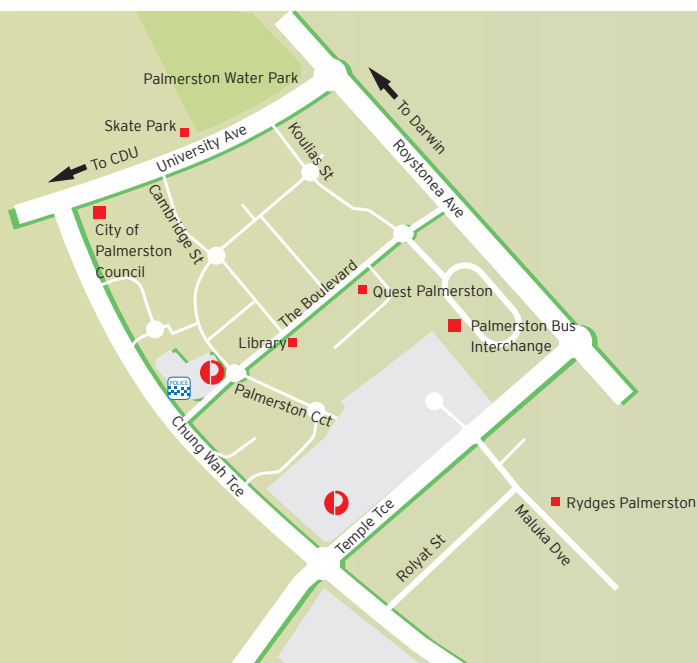 Palmerston Water Park
To Darwin
Skate Park
Koulias St
University Ave
To CDU
Roystonea Ave
Cambridge St
City of
Palmerston
Council
The Boulevard
Quest Palmerston
Palmerston Bus
Interchange
Library
POLICE
Palmerston Cct
Chung Wah Tce
Temple Tce
Rydges Palmerston
Maluka Dve
Rolyat St